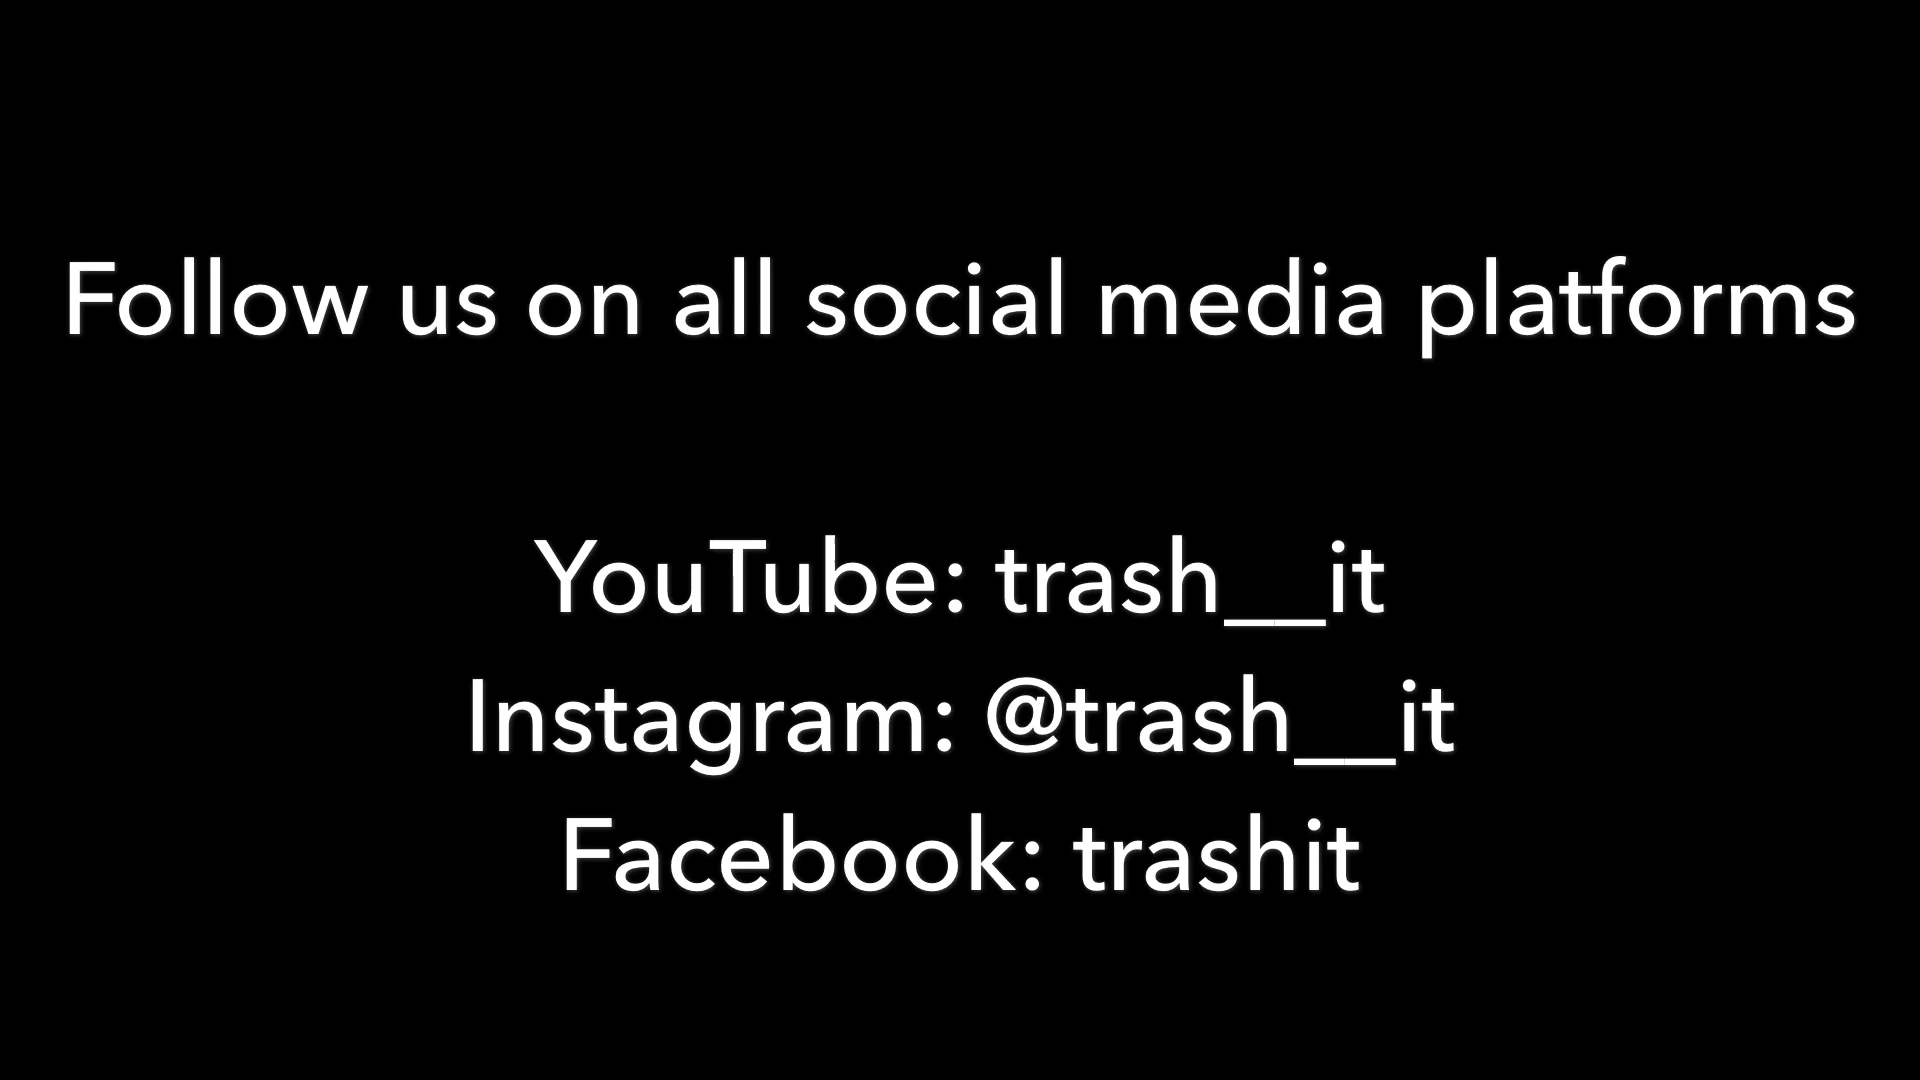 Follow us on all social media platforms
YouTube: trash__it
Instagram: @trash__it
Facebook: trashit